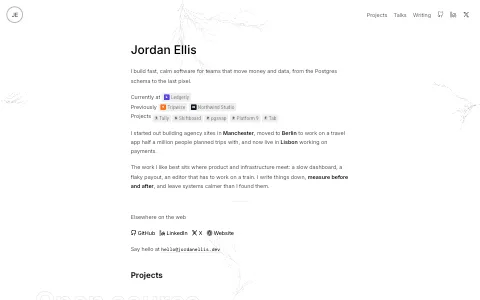 JE
Projects Talks Writing
Jordan Ellis
I build fast, calm software for teams that move money and data, from the Postgres
schema to the last pixel.
Currently at Ledgerly
Previously Tripwire Northwind Studio
Projects Tally Shiftboard pgsnap Platform 9 Tab
I started out building agency sites in Manchester, moved to Berlin to work on a travel
app half a million people planned trips with, and now live in Lisbon working on
payments.
The work I like best sits where product and infrastructure meet: a slow dashboard, a
flaky payout, an editor that has to work on a train. I write things down, measure before
and after, and leave systems calmer than I found them.
Elsewhere on the web
GitHub LinkedIn X Website
Say hello at hello@jordanellis.dev
Projects